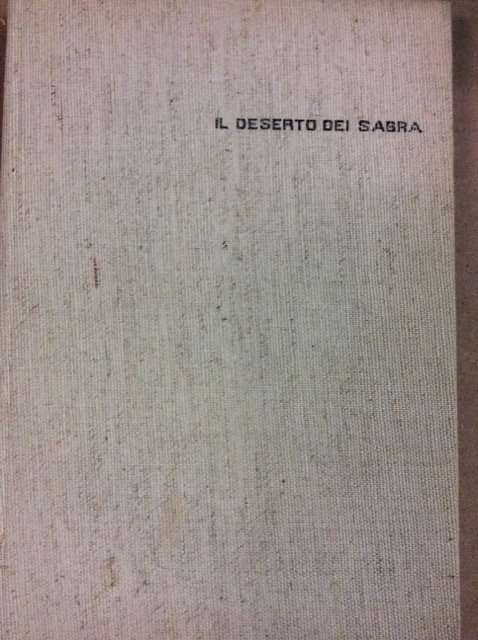 IL DESERTO DEI SABRA